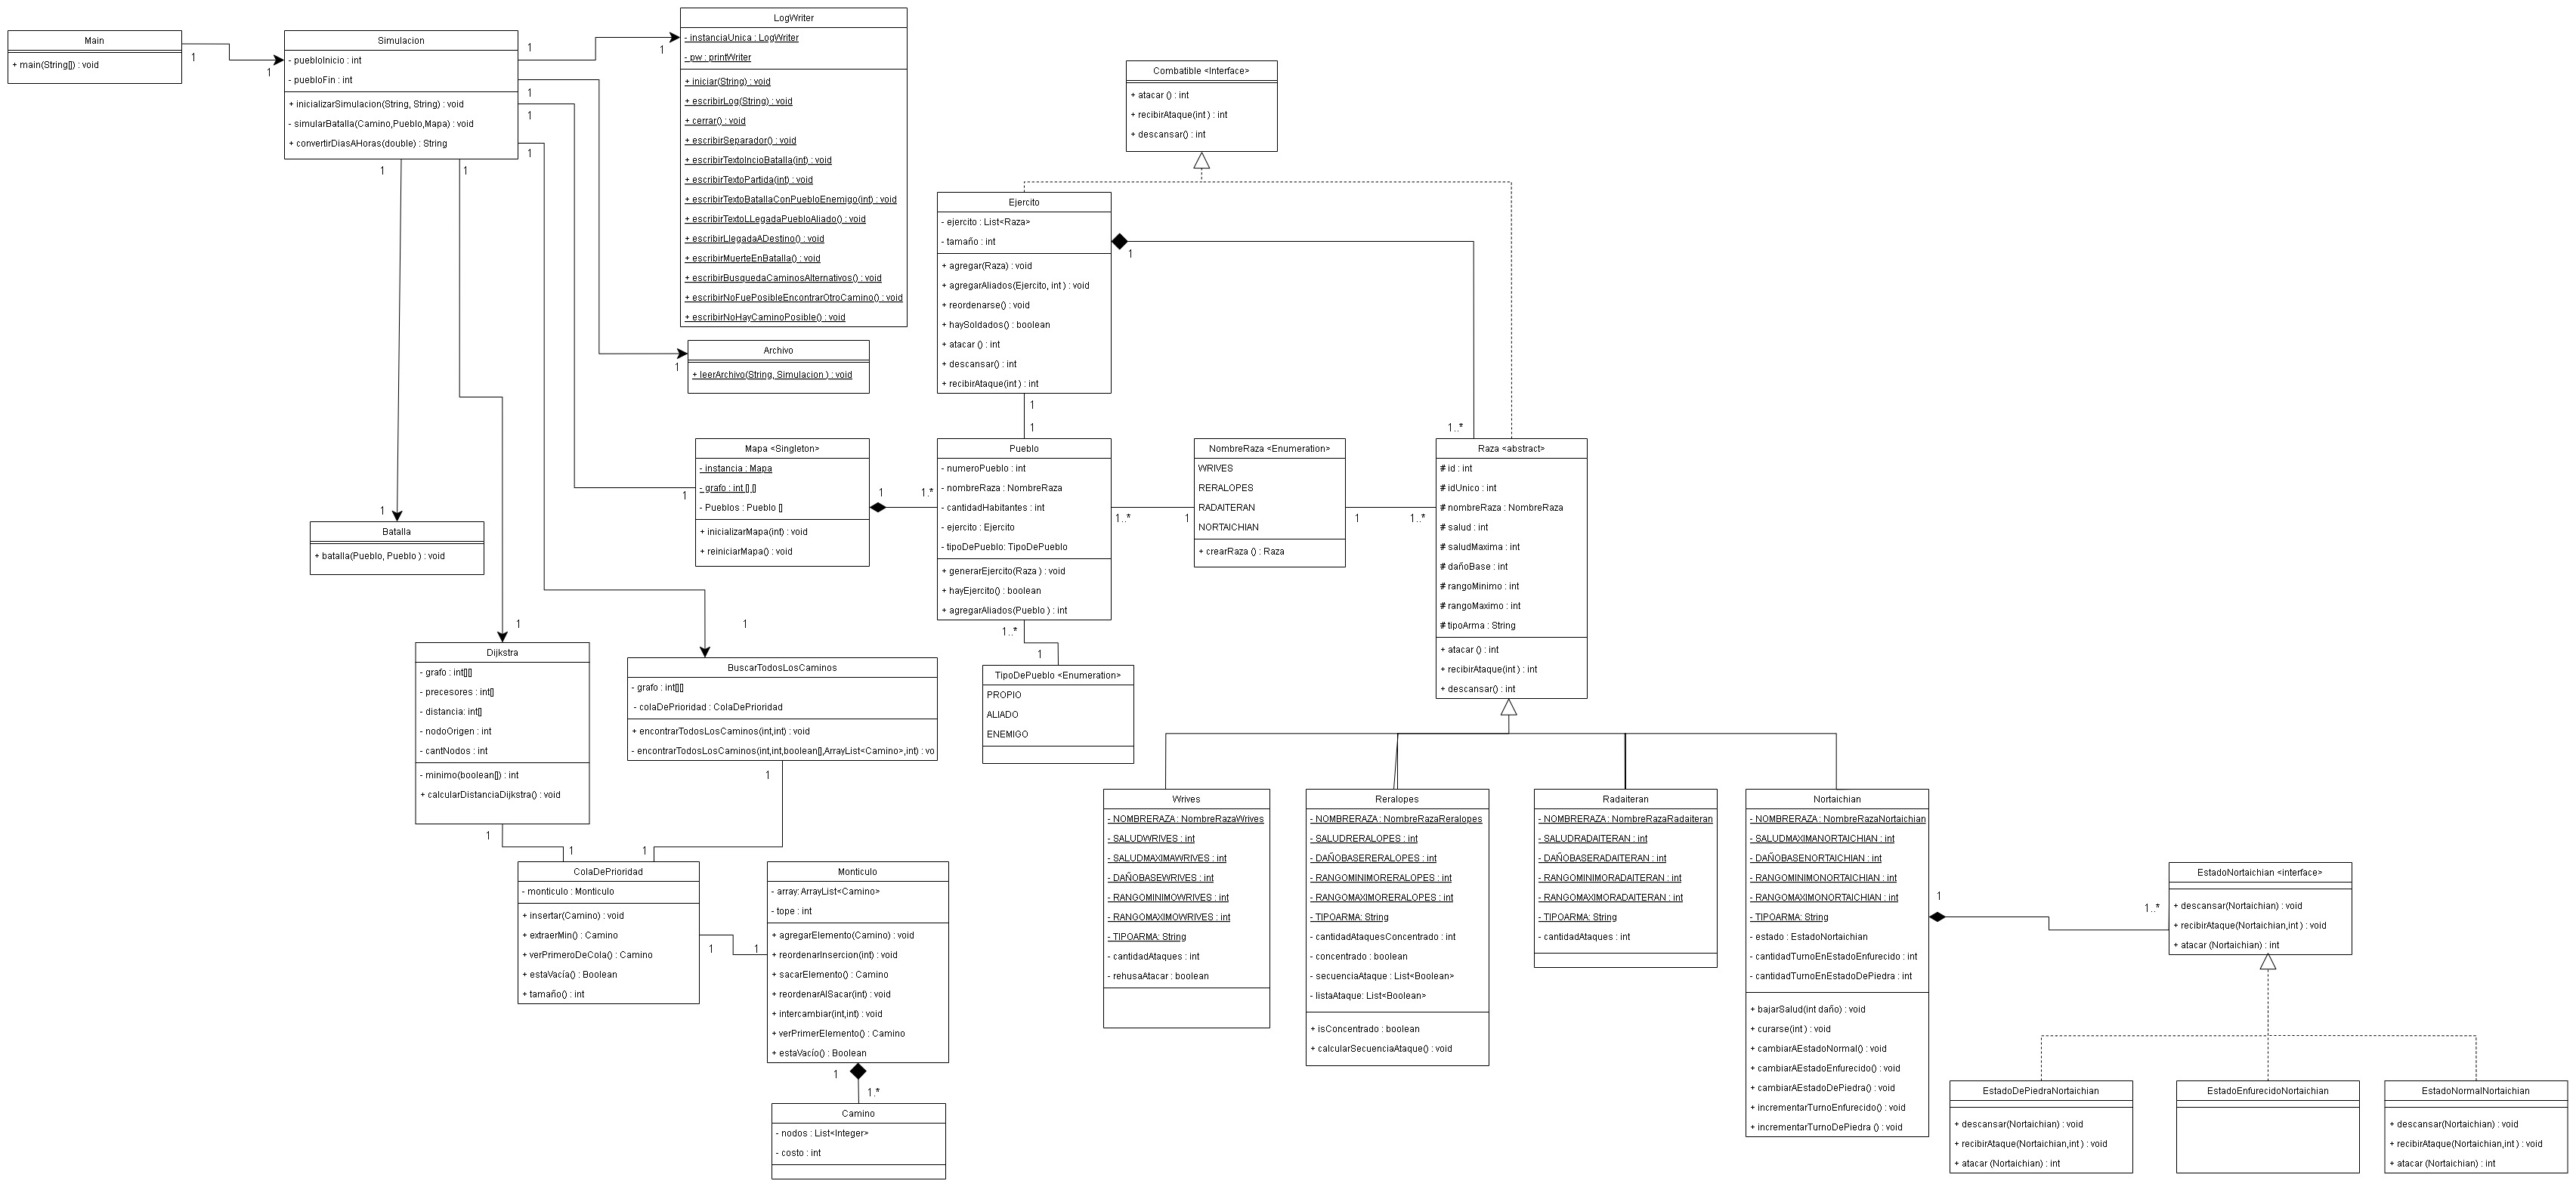 Main
+ main(String[]) : void
1
1
Simulacion
- puebloInicio : int
- puebloFin : int
+ inicializarSimulacion(String, String) : void
- simularBatalla(Camino,Pueblo,Mapa) : void
+ convertirDiasAHoras(double) : String
1
1
1
1
1
1
1
LogWriter
- instanciaUnica : LogWriter
- pw : printWriter
+ iniciar(String) : void
+ escribirLog(String) : void
+ cerrar() : void
+ escribirSeparador() : void
+ escribirTextoIncioBatalla(int) : void
+ escribirTextoPartida(int) : void
+ escribirTextoBatallaConPuebloEnemigo(int) : void
+ escribirTextoLLegadaPuebloAliado() : void
+ escribirLlegadaADestino() : void
+ escribirMuerteEnBatalla() : void
+ escribirBusquedaCaminosAlternativos() : void
+ escribirNoFuePosibleEncontrarOtroCamino() : void
+ escribirNoHayCaminoPosible() : void
Archivo
+ leerArchivo(String, Simulacion ) : void
1
Combatible <Interface>
+ atacar () : int
+ recibirAtaque(int ) : int
+ descansar() : int
Ejercito
- ejercito : List<Raza>
- tamaño : int
+ agregar(Raza) : void
+ agregarAliados(Ejercito, int ) : void
+ reordenarse() : void
+ haySoldados() : boolean
+ atacar () : int
+ descansar() : int
+ recibirAtaque(int ) : int
1
1
1
1..*
Mapa <Singleton>
- instancia : Mapa
- grafo : int [] []
- Pueblos : Pueblo []
+ inicializarMapa(int) : void
+ reiniciarMapa() : void
1
1
1..*
Pueblo
- numeroPueblo : int
- nombreRaza : NombreRaza
- cantidadHabitantes : int
- ejercito : Ejercito
- tipoDePueblo: TipoDePueblo
+ generarEjercito(Raza ) : void
+ hayEjercito() : boolean
+ agregarAliados(Pueblo ) : int
1..*
1
1..*
1
NombreRaza <Enumeration>
WRIVES
RERALOPES
RADAITERAN
NORTAICHIAN
+ crearRaza () : Raza
1
1..*
Raza <abstract>
# id : int
# idUnico : int
# nombreRaza : NombreRaza
# salud : int
# saludMaxima : int
# dañoBase : int
# rangoMinimo : int
# rangoMaximo : int
# tipoArma : String
+ atacar () : int
+ recibirAtaque(int ) : int
+ descansar() : int
1
Batalla
+ batalla(Pueblo, Pueblo ) : void
1
1
Dijkstra
- grafo : int[][]
- precesores : int[]
- distancia: int[]
- nodoOrigen : int
- cantNodos : int
- minimo(boolean[]) : int
+ calcularDistanciaDijkstra() : void
BuscarTodosLosCaminos
- grafo : int[][]
- colaDePrioridad : ColaDePrioridad
+ encontrarTodosLosCaminos(int,int) : void
- encontrarTodosLosCaminos(int,int,boolean[],ArrayList<Camino>,int) : vo
TipoDePueblo <Enumeration>
PROPIO
ALIADO
ENEMIGO
1
1
1
1
ColaDePrioridad
- monticulo : Monticulo
+ insertar(Camino) : void
+ extraerMin() : Camino
+ verPrimeroDeCola() : Camino
+ estaVacía() : Boolean
+ tamaño() : int
1
1
Monticulo
- array: ArrayList<Camino>
- tope : int
+ agregarElemento(Camino) : void
+ reordenarInsercion(int) : void
+ sacarElemento() : Camino
+ reordenarAlSacar(int) : void
+ intercambiar(int,int) : void
+ verPrimerElemento() : Camino
+ estaVacío() : Boolean
1
1..*
Camino
- nodos : List<Integer>
- costo : int
Wrives
- NOMBRERAZA : NombreRazaWrives
- SALUDWRIVES : int
- SALUDMAXIMAWRIVES : int
- DAÑOBASEWRIVES : int
- RANGOMINIMOWRIVES : int
- RANGOMAXIMOWRIVES : int
- TIPOARMA: String
- cantidadAtaques : int
- rehusaAtacar : boolean
Reralopes
- NOMBRERAZA : NombreRazaReralopes
- SALUDRERALOPES : int
- DAÑOBASERERALOPES : int
- RANGOMINIMORERALOPES : int
- RANGOMAXIMORERALOPES : int
- TIPOARMA: String
- cantidadAtaquesConcentrado : int
- concentrado : boolean
- secuenciaAtaque : List<Boolean>
- listaAtaque: List<Boolean>
+ isConcentrado : boolean
+ calcularSecuenciaAtaque() : void
Radaiteran
- NOMBRERAZA : NombreRazaRadaiteran
- SALUDRADAITERAN : int
- DAÑOBASERADAITERAN : int
- RANGOMINIMORADAITERAN : int
- RANGOMAXIMORADAITERAN : int
- TIPOARMA: String
- cantidadAtaques : int
Nortaichian
- NOMBRERAZA : NombreRazaNortaichian
- SALUDMAXIMANORTAICHIAN : int
- DAÑOBASENORTAICHIAN : int
- RANGOMINIMONORTAICHIAN : int
- RANGOMAXIMONORTAICHIAN : int
- TIPOARMA: String
- estado : EstadoNortaichian
- cantidadTurnoEnEstadoEnfurecido : int
- cantidadTurnoEnEstadoDePiedra : int
+ bajarSalud(int daño) : void
+ curarse(int ) : void
+ cambiarAEstadoNormal() : void
+ cambiarAEstadoEnfurecido() : void
+ cambiarAEstadoDePiedra() : void
+ incrementarTurnoEnfurecido() : void
+ incrementarTurnoDePiedra () : void
1
1..*
EstadoNortaichian <interface>
+ descansar(Nortaichian) : void
+ recibirAtaque(Nortaichian,int ) : void
+ atacar (Nortaichian) : int
EstadoDePiedraNortaichian
+ descansar(Nortaichian) : void
+ recibirAtaque(Nortaichian,int ) : void
+ atacar (Nortaichian) : int
EstadoEnfurecidoNortaichian
EstadoNormalNortaichian
+ descansar(Nortaichian) : void
+ recibirAtaque(Nortaichian,int ) : void
+ atacar (Nortaichian) : int